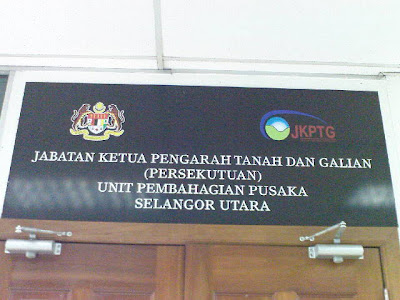 JKPTG
JABATAN KETUA PENGARAH TANAH DAN GALIAN
(PERSEKUTUAN)
UNIT PEMBAHAGIAN PUSAKA
SELANGOR UTARA